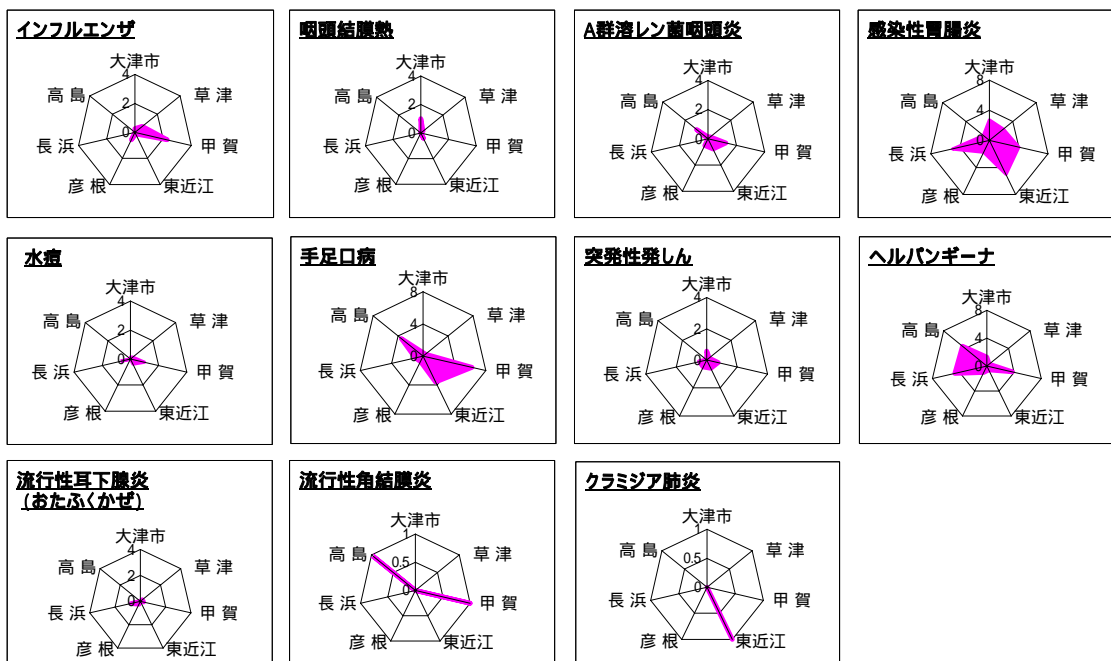 インフルエンザ
大津市
4
高 島
草 津
2
0
長 浜
甲 賀
彦 根
東近江
咽頭結膜熱
大津市
4
高 島
草 津
2
0
長 浜
甲 賀
彦 根
東近江
A群溶レン菌咽頭炎
大津市
4
高 島
草 津
2
0
長 浜
甲 賀
彦 根
東近江
感染性胃腸炎
大津市
8
高 島
草 津
4
0
長 浜
甲 賀
彦 根
東近江
水痘
大津市
4
高 島
草 津
2
0
長 浜
甲 賀
彦 根
東近江
手足口病
大津市
8
高 島
草 津
4
0
長 浜
甲 賀
彦 根
東近江
突発性発しん
大津市
4
高 島
草 津
2
0
長 浜
甲 賀
彦 根
東近江
ヘルパンギーナ
大津市
8
高 島
草 津
4
0
長 浜
甲 賀
彦 根
東近江
流行性耳下腺炎
(おたふくかぜ)
大津市
4
高 島
草 津
2
0
長 浜
甲 賀
彦 根
東近江
流行性角結膜炎
大津市
1
高 島
草 津
0.5
0
長 浜
甲 賀
彦 根
東近江
クラミジア肺炎
大津市
1
高 島
草 津
0.5
0
長 浜
甲 賀
彦 根
東近江